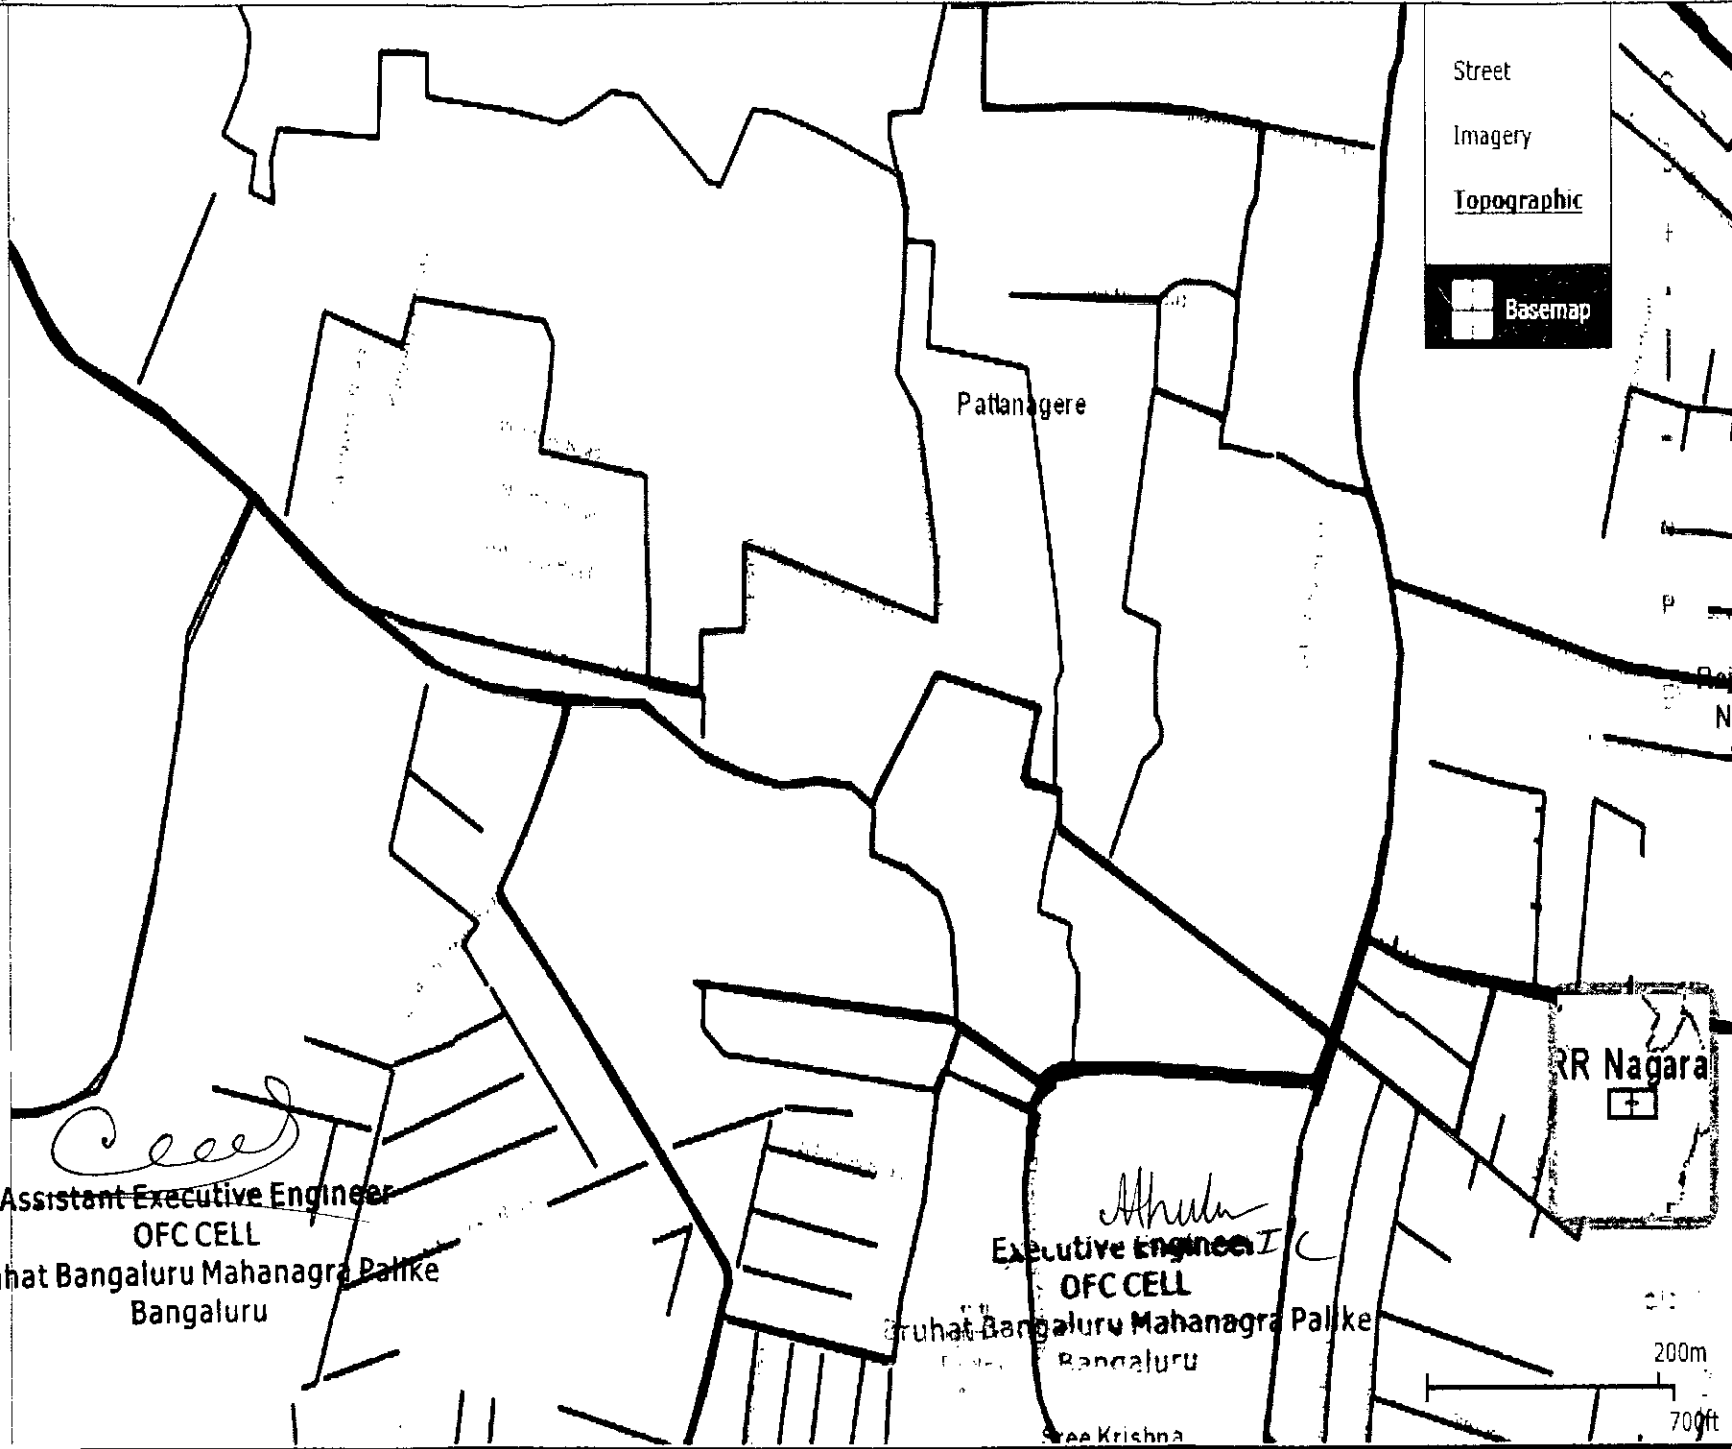 Street
Imagery
Topographic
Basemap
Pattanagere
N
P
N
RR Nagara
Assistant Executive Engineer
OFC CELL
hat Bangaluru Mahanagra Palike
Bangaluru
Executive Engineer I C
OFC CELL
Bruhat Bangaluru Mahanagra Palike
Bangaluru
200m
700ft
Sree Krishna